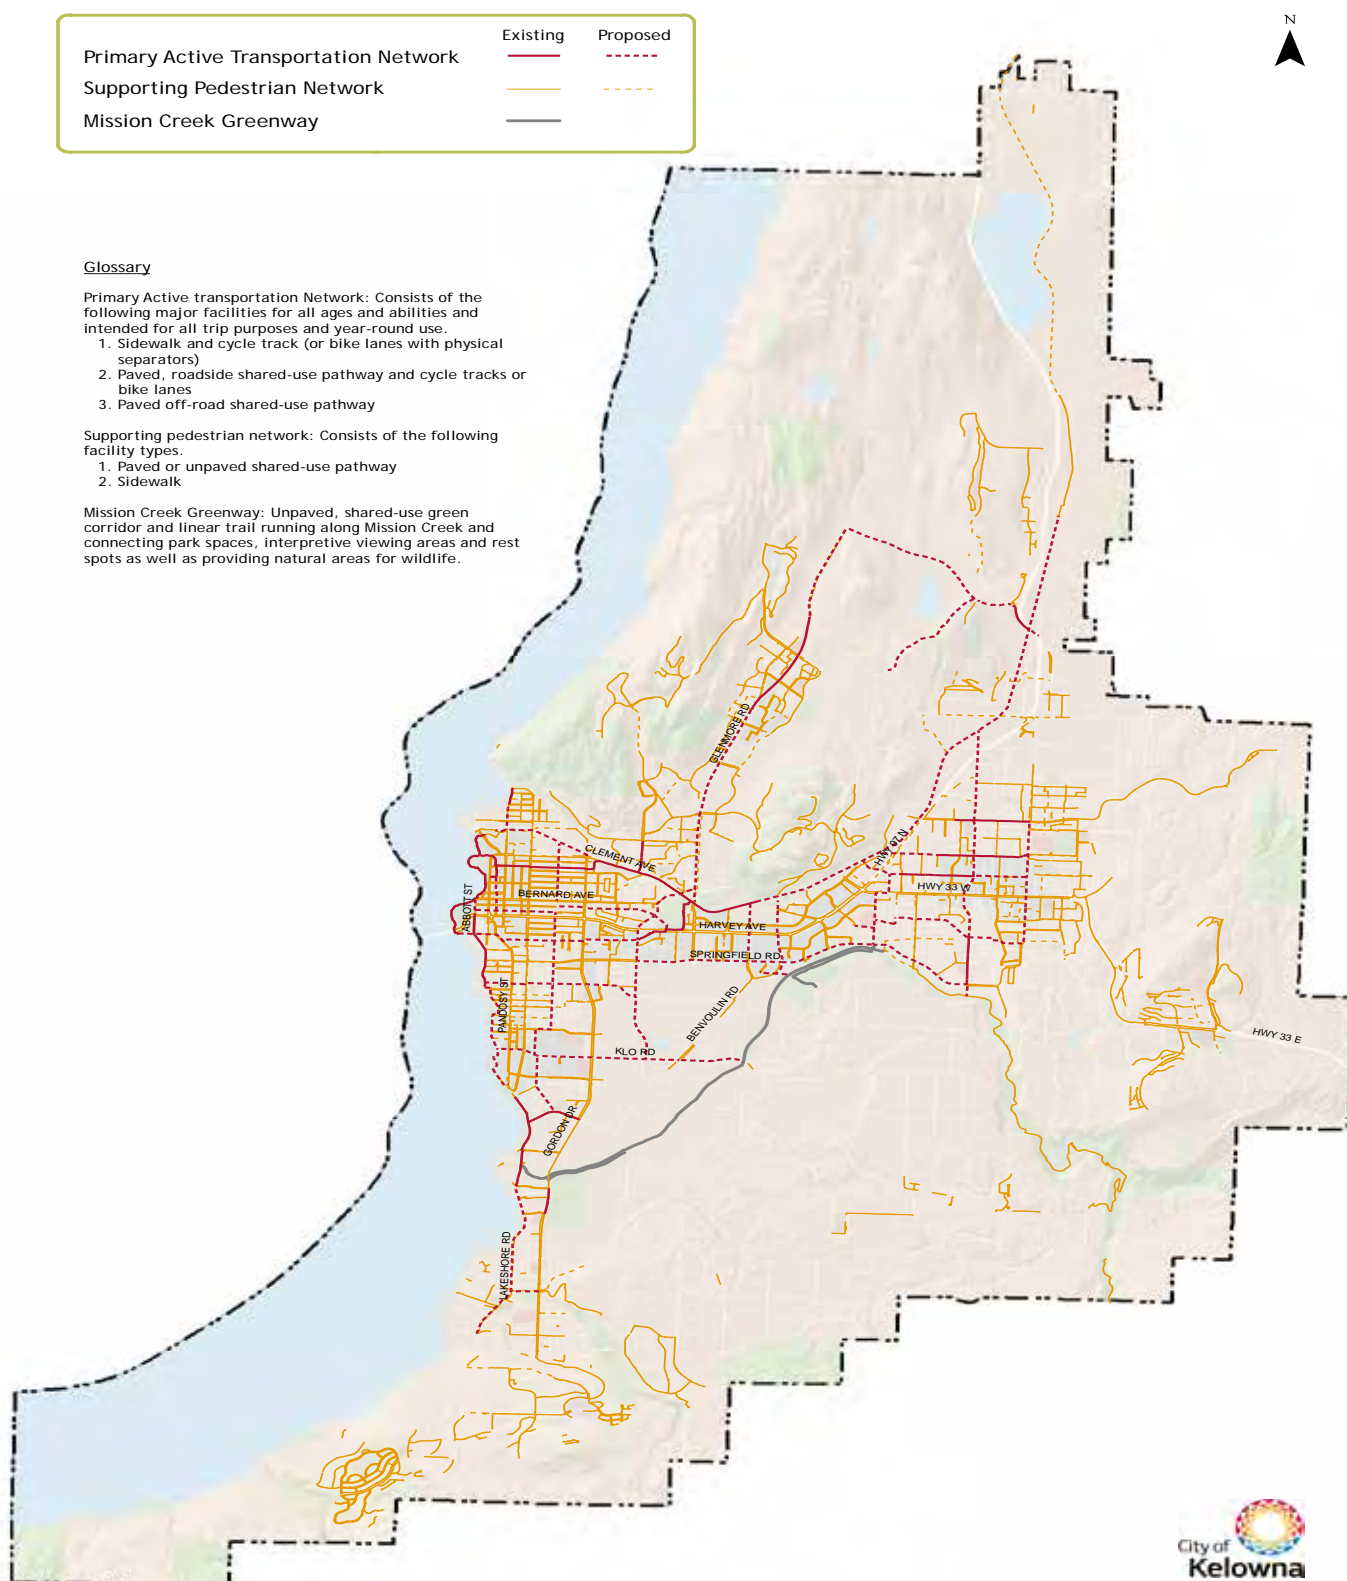 Existing Proposed
Primary Active Transportation Network
Supporting Pedestrian Network
Mission Creek Greenway
N
Glossary
Primary Active transportation Network: Consists of the
following major facilities for all ages and abilities and
intended for all trip purposes and year-round use.
1. Sidewalk and cycle track (or bike lanes with physical
separators)
2. Paved, roadside shared-use pathway and cycle tracks or
bike lanes
3. Paved off-road shared-use pathway
Supporting pedestrian network: Consists of the following
facility types.
1. Paved or unpaved shared-use pathway
2. Sidewalk
Mission Creek Greenway: Unpaved, shared-use green
corridor and linear trail running along Mission Creek and
connecting park spaces, interpretive viewing areas and rest
spots as well as providing natural areas for wildlife.
GLENMORE RD
CLEMENT AVE
HWY 97 N
BERNARD AVE
HWY 33 W
ABBOTT ST
HARVEY AVE
SPRINGFIELD RD
PANDOSY ST
BENVOULIN RD
KLO RD
HWY 33 E
GORDON DR
LAKESHORE RD
City of
Kelowna